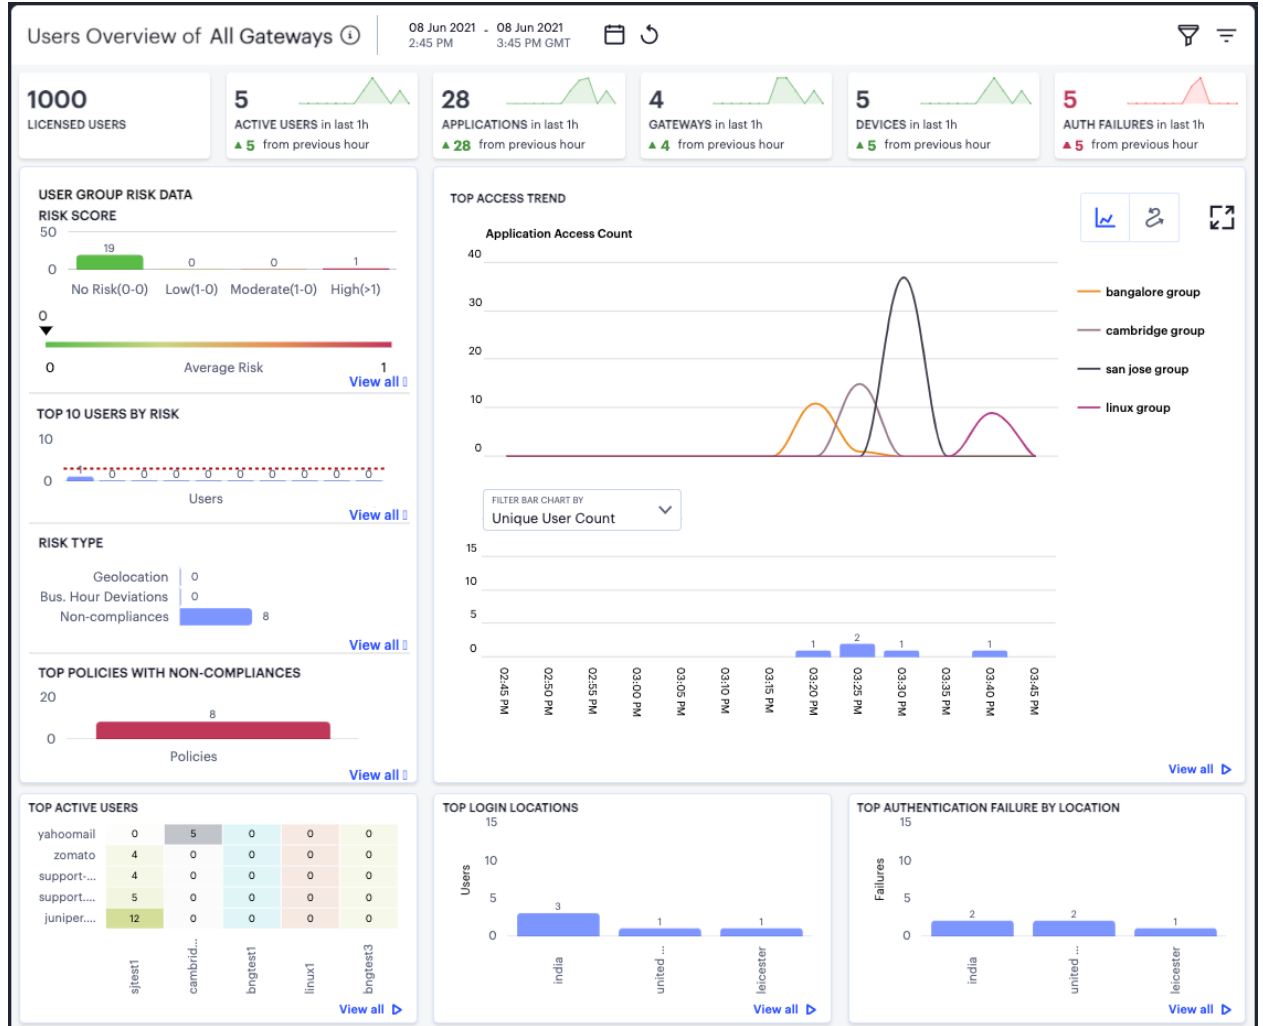 Users Overview of All Gateways
08 Jun 2021 - 08 Jun 2021
2:45 PM 3:45 PM GMT
1000
LICENSED USERS
5
ACTIVE USERS in last 1h
5 from previous hour
28
APPLICATIONS in last 1h
28 from previous hour
4
GATEWAYS in last 1h
4 from previous hour
5
DEVICES in last 1h
5 from previous hour
5
AUTH FAILURES in last 1h
5 from previous hour
USER GROUP RISK DATA
RISK SCORE
50
0
19 0 0 1
No Risk(0-0) Low(1-0) Moderate(1-0) High(>1)
0
0 Average Risk 1
View all
TOP 10 USERS BY RISK
10
0
1 0 0 0 0 0 0 0 0 0
Users
View all
RISK TYPE
Geolocation 0
Bus. Hour Deviations 0
Non-compliances 8
View all
TOP POLICIES WITH NON-COMPLIANCES
20
8
0
Policies
View all
TOP ACCESS TREND
Application Access Count
40
30
20
10
0
bangalore group
cambridge group
san jose group
linux group
FILTER BAR CHART BY
Unique User Count
15
10
5
0
1 2 1 1
02:45 PM
02:50 PM
02:55 PM
03:00 PM
03:05 PM
03:10 PM
03:15 PM
03:20 PM
03:25 PM
03:30 PM
03:35 PM
03:40 PM
03:45 PM
View all
TOP ACTIVE USERS
yahoomail 0 5 0 0 0
zomato 4 0 0 0 0
support-... 4 0 0 0 0
support.... 5 0 0 0 0
juniper.... 12 0 0 0 0
sjtest1
cambrid...
bngtest1
linux1
bngtest3
View all
TOP LOGIN LOCATIONS
15
10
5
0
Users
3 1 1
india
united ...
leicester
View all
TOP AUTHENTICATION FAILURE BY LOCATION
15
10
5
0
Failures
2 2 1
india
united ...
leicester
View all